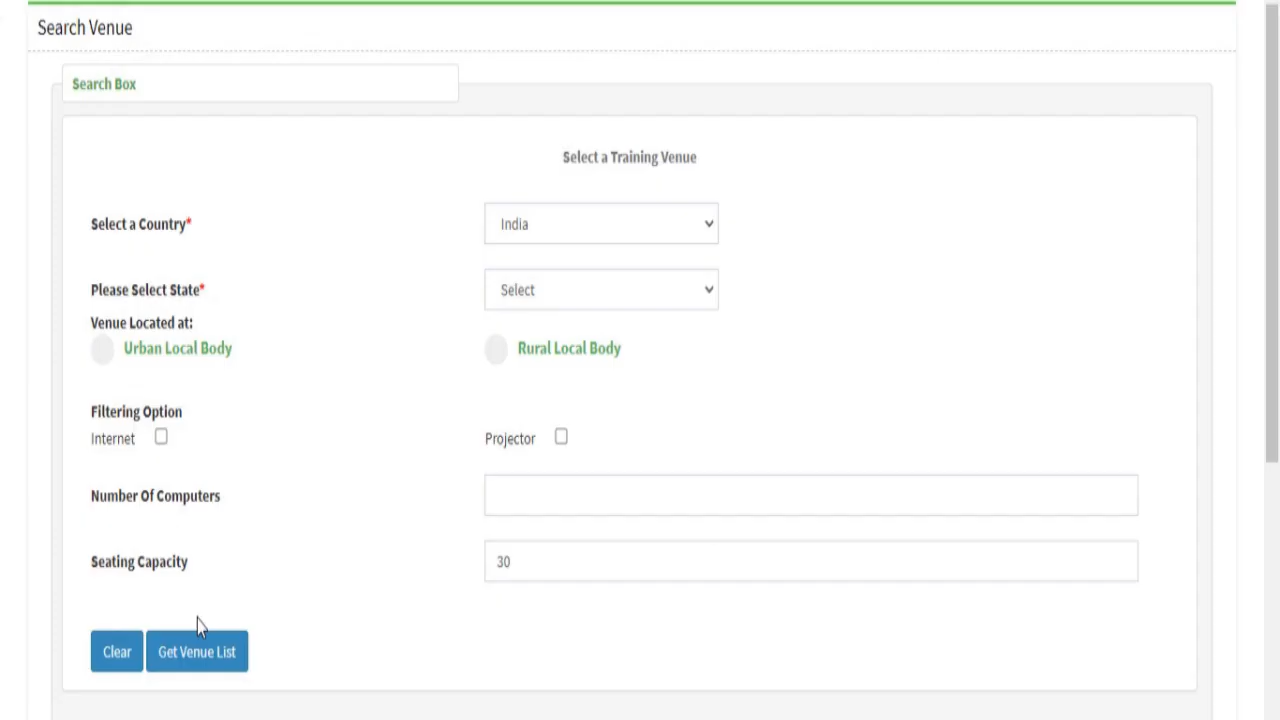 Search Venue
Search Box
Select a Training Venue
Select a Country* India
Please Select State* Select
Venue Located at:
Urban Local Body Rural Local Body
Filtering Option
Internet Projector
Number Of Computers
Seating Capacity 30
Clear Get Venue List